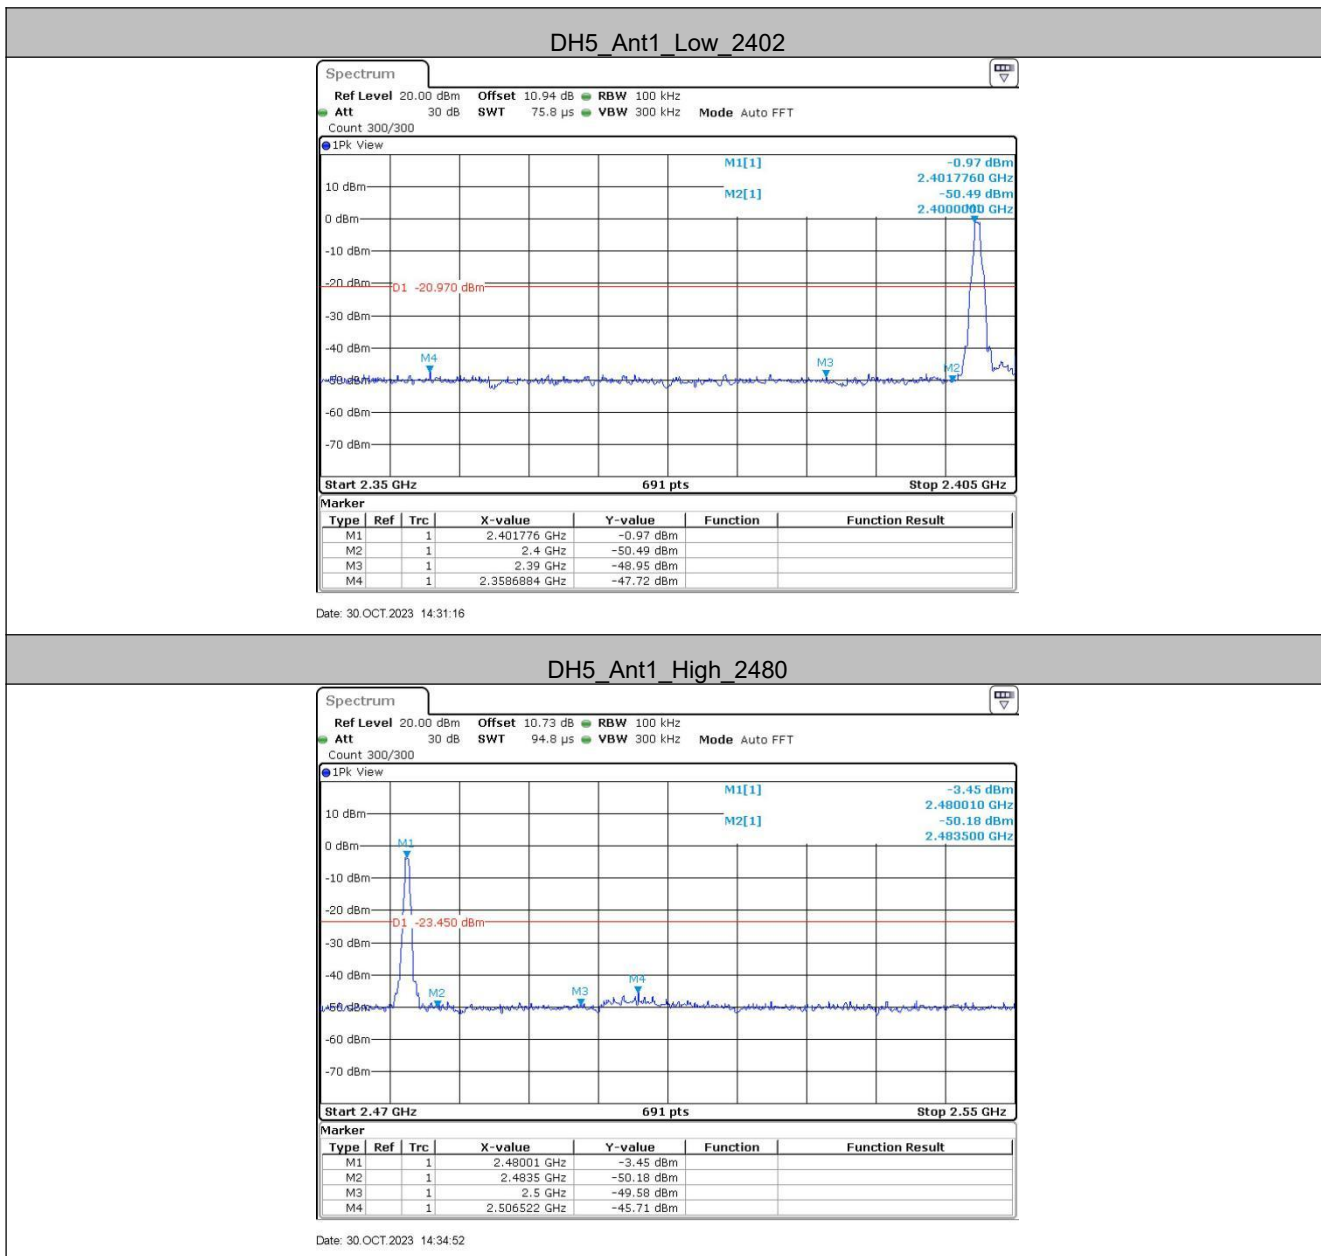 DH5_Ant1_Low_2402
Spectrum
Ref Level 20.00 dBm Offset 10.94 dB RBW 100 kHz
Att 30 dB SWT 75.8 µs VBW 300 kHz Mode Auto FFT
Count 300/300
1Pk View
M1[1] -0.97 dBm
2.4017760 GHz
M2[1] -50.49 dBm
2.4000000 GHz
M1
10 dBm
0 dBm
-10 dBm
-20 dBm
D1 -20.970 dBm
-30 dBm
-40 dBm
M4 M3 M2
-50 dBm
-60 dBm
-70 dBm
Start 2.35 GHz 691 pts Stop 2.405 GHz
Marker
Type Ref Trc X-value Y-value Function Function Result
M1 1 2.401776 GHz -0.97 dBm
M2 1 2.4 GHz -50.49 dBm
M3 1 2.39 GHz -48.95 dBm
M4 1 2.3586884 GHz -47.72 dBm
Date: 30.OCT.2023 14:31:16
DH5_Ant1_High_2480
Spectrum
Ref Level 20.00 dBm Offset 10.73 dB RBW 100 kHz
Att 30 dB SWT 94.8 µs VBW 300 kHz Mode Auto FFT
Count 300/300
1Pk View
M1[1] -3.45 dBm
2.480010 GHz
M2[1] -50.18 dBm
2.483500 GHz
10 dBm
0 dBm
M1
-10 dBm
-20 dBm
D1 -23.450 dBm
-30 dBm
-40 dBm
M2 M3 M4
-50 dBm
-60 dBm
-70 dBm
Start 2.47 GHz 691 pts Stop 2.55 GHz
Marker
Type Ref Trc X-value Y-value Function Function Result
M1 1 2.48001 GHz -3.45 dBm
M2 1 2.4835 GHz -50.18 dBm
M3 1 2.5 GHz -49.58 dBm
M4 1 2.506522 GHz -45.71 dBm
Date: 30.OCT.2023 14:34:52